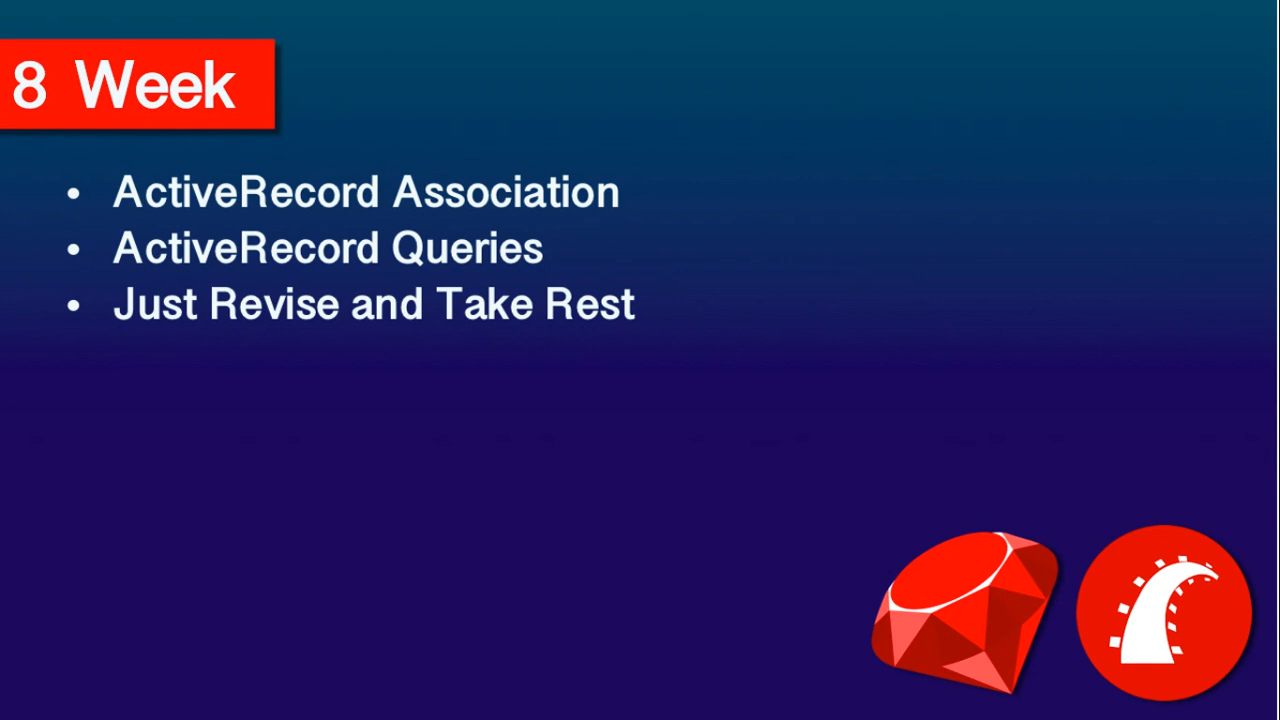 8 Week
• ActiveRecord Association
• ActiveRecord Queries
• Just Revise and Take Rest